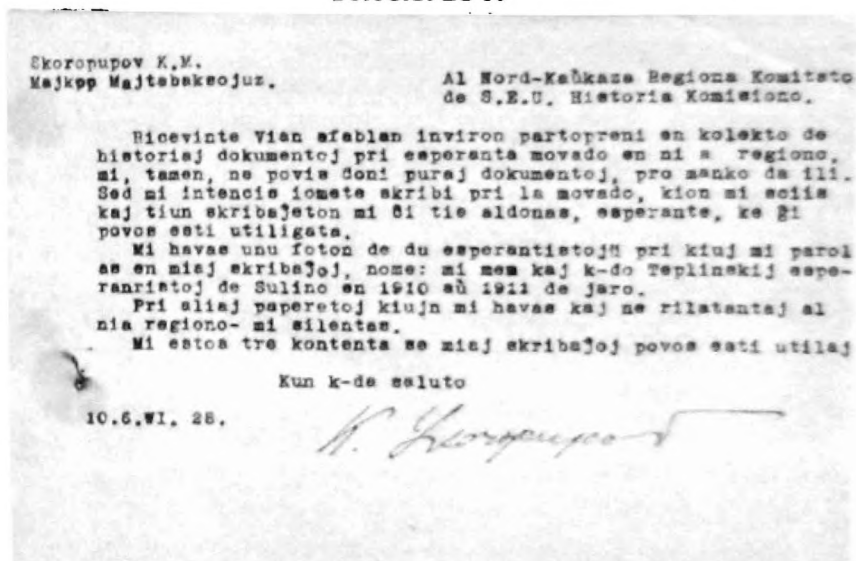 Skoropupov K.M.
Majkop Majtabaksojuz.
Al Nord-Kaŭkaza Regiona Komitato
de S.E.U. Historia Komisiono.
Ricevinte Vian afablan inviron partopreni en kolekto de
historiaj dokumentoj pri esperanta movado en ni a regiono,
mi, tamen, ne povis doni purajn dokumentoj, pro manko da ili.
Sed mi intencis iomete skribi pri la movado, kion mi sciis
kaj tiun skribaĵeton mi ĉi tie aldonas, esperante, ke ĝi
povos esti utiligata.
Mi havas unu foton de du esperantistojn pri kiuj mi parol
as en miaj skribaĵoj, nome: mi mem kaj k-do Teplinskij espe-
ranristoj de Sulino en 1910 aŭ 1911 de jaro.
Pri aliaj paperetoj kiujn mi havas kaj ne rilatantaj al
nia regiono- mi silentas.
Mi estos tre kontenta se miaj skribaĵoj povos esti utilaj
Kun k-da saluto
10.6.VI. 28.
K. Skoropupov